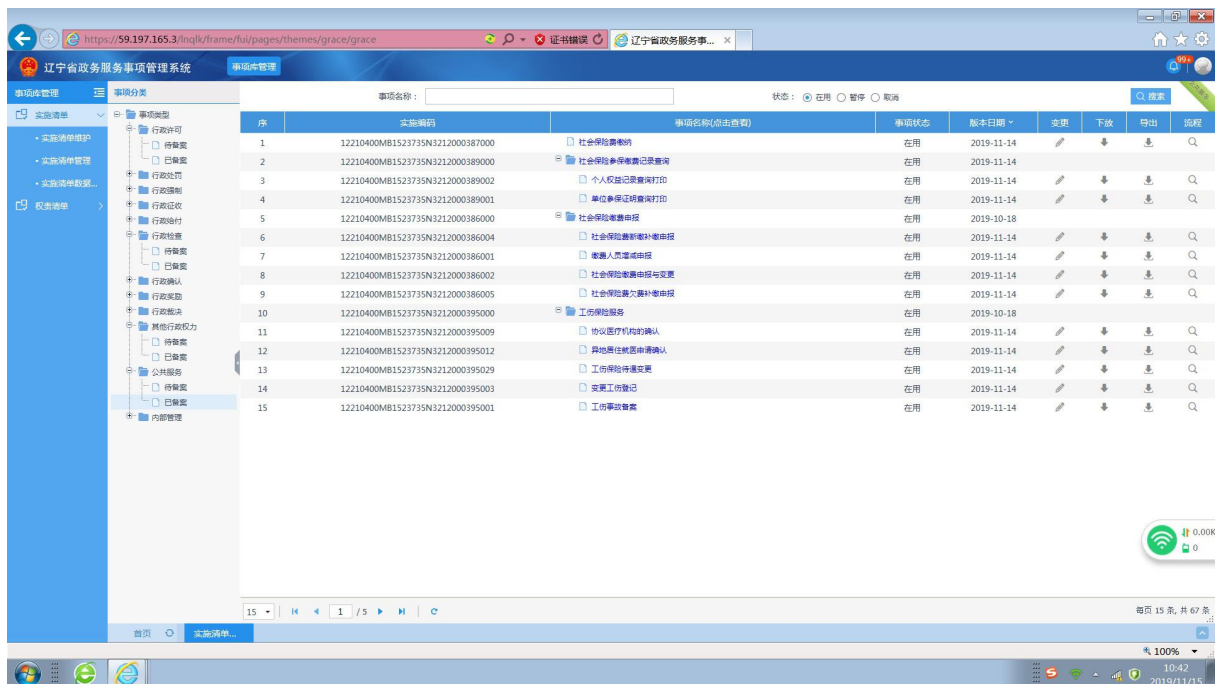 https://59.197.165.3/lnqlk/frame/fui/pages/themes/grace/grace 证书错误 辽宁省政务服务事... ×
辽宁省政务服务事项管理系统 事项库管理 99+
事项库管理 事项分类 事项名称： 状态： 在用 暂停 取消 搜索
实施清单
• 实施清单维护
• 实施清单管理
• 实施清单数据...
权责清单
事项类型
行政许可
待备案
已备案
行政处罚
行政强制
行政征收
行政给付
行政检查
待备案
已备案
行政确认
行政奖励
行政裁决
其他行政权力
待备案
已备案
公共服务
待备案
已备案
内部管理
序 实施编码 事项名称(点击查看) 事项状态 版本日期 变更 下放 导出 流程
1 12210400MB1523735N3212000387000 社会保险费缴纳 在用 2019-11-14
2 12210400MB1523735N3212000389000 社会保险参保缴费记录查询 在用 2019-11-14
3 12210400MB1523735N3212000389002 个人权益记录查询打印 在用 2019-11-14
4 12210400MB1523735N3212000389001 单位参保证明查询打印 在用 2019-11-14
5 12210400MB1523735N3212000386000 社会保险缴费申报 在用 2019-10-18
6 12210400MB1523735N3212000386004 社会保险费断缴补缴申报 在用 2019-11-14
7 12210400MB1523735N3212000386001 缴费人员增减申报 在用 2019-11-14
8 12210400MB1523735N3212000386002 社会保险缴费申报与变更 在用 2019-11-14
9 12210400MB1523735N3212000386005 社会保险费欠费补缴申报 在用 2019-11-14
10 12210400MB1523735N3212000395000 工伤保险服务 在用 2019-10-18
11 12210400MB1523735N3212000395009 协议医疗机构的确认 在用 2019-11-14
12 12210400MB1523735N3212000395012 异地居住就医申请确认 在用 2019-11-14
13 12210400MB1523735N3212000395029 工伤保险待遇变更 在用 2019-11-14
14 12210400MB1523735N3212000395003 变更工伤登记 在用 2019-11-14
15 12210400MB1523735N3212000395001 工伤事故备案 在用 2019-11-14
0.00K
0
15 1 /5 每页 15 条, 共 67 条
首页 实施清单...
100%
10:42
2019/11/15